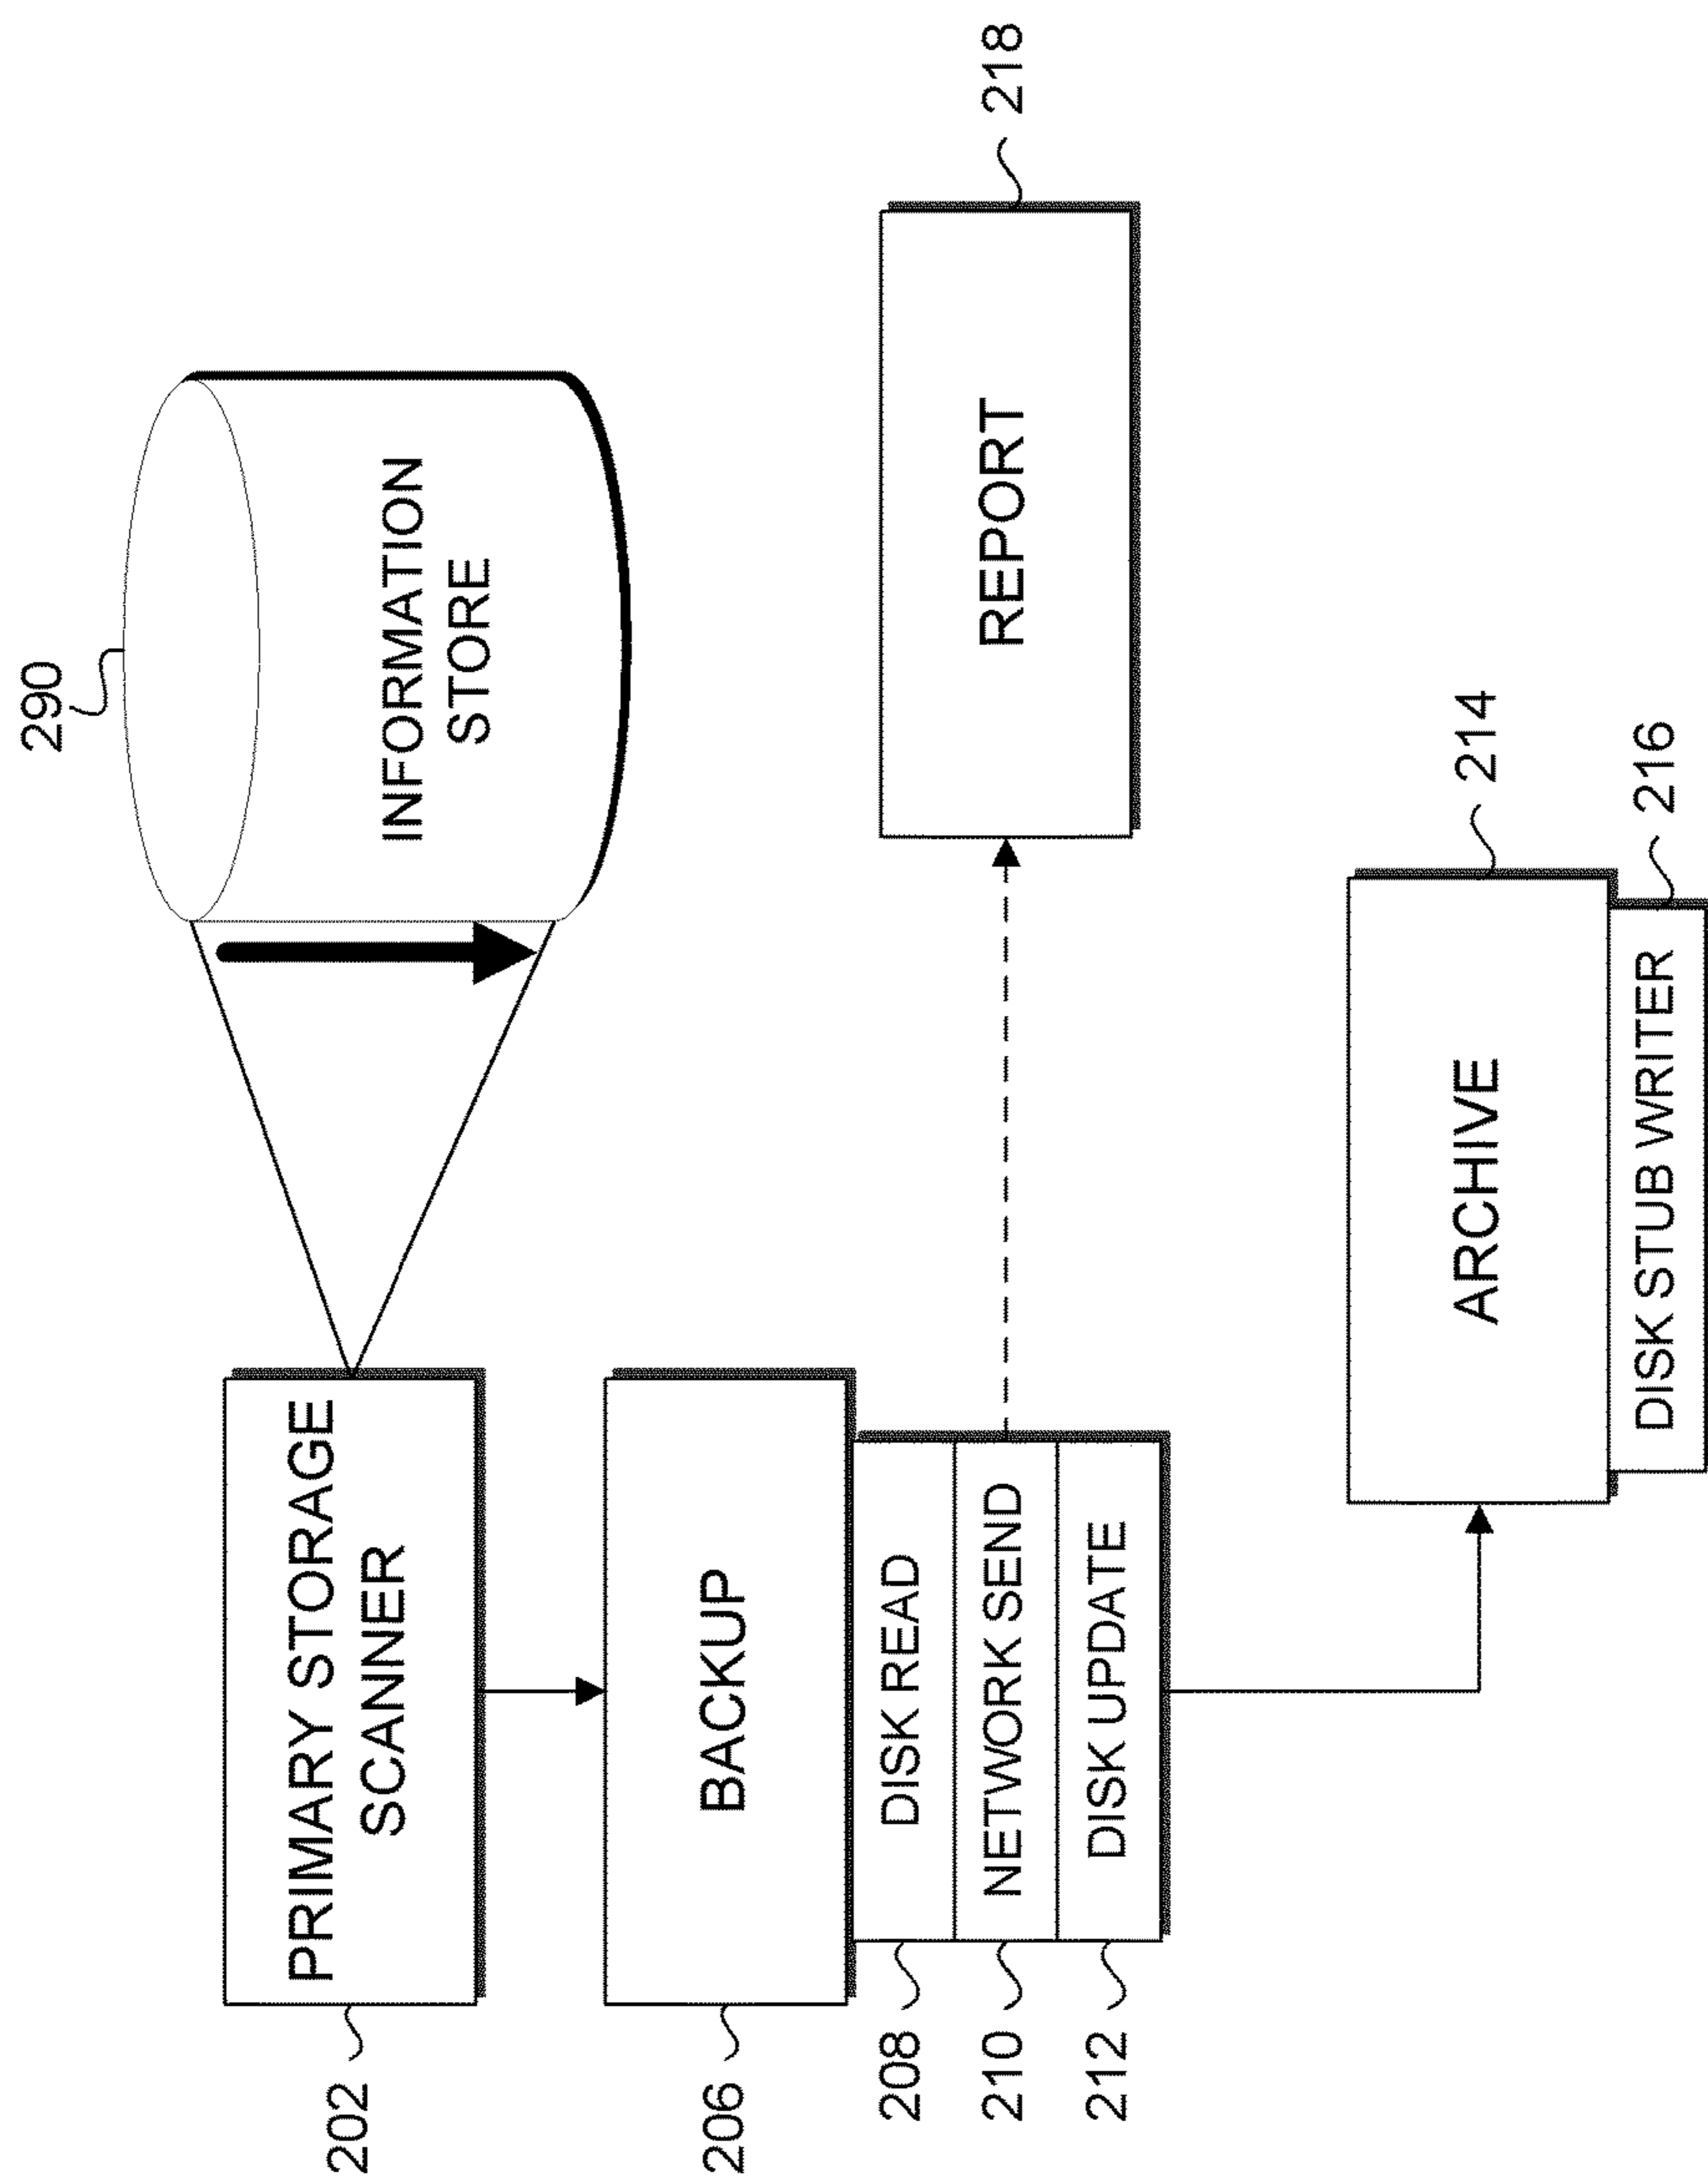 290
INFORMATION
STORE
202
PRIMARY STORAGE
SCANNER
206
BACKUP
208
DISK READ
210
NETWORK SEND
212
DISK UPDATE
REPORT
218
ARCHIVE
214
DISK STUB WRITER
216